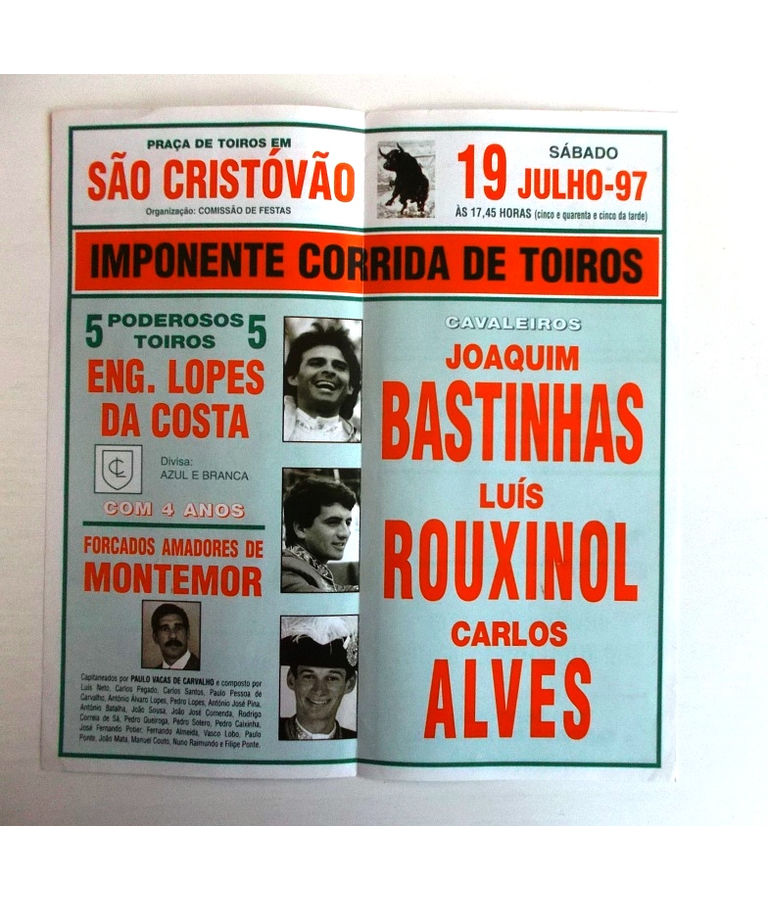 PRAÇA DE TOIROS EM
SÃO CRISTÓVÃO
Organização: COMISSÃO DE FESTAS
SÁBADO
19 JULHO-97
ÀS 17,45 HORAS (cinco e quarenta e cinco da tarde)
IMPONENTE CORRIDA DE TOIROS
5 PODEROSOS 5
TOIROS
ENG. LOPES
DA COSTA
Divisa:
AZUL E BRANCA
COM 4 ANOS
FORCADOS AMADORES DE
MONTEMOR
Capitaneados por PAULO VACAS DE CARVALHO e composto por
Luís Neto, Carlos Pegado, Carlos Santos, Paulo Pessoa de
Carvalho, António Álvaro Lopes, Pedro Lopes, António José Pina,
António Batalha, João Sousa, João José Comenda, Rodrigo
Correia de Sá, Pedro Queiroga, Pedro Sotero, Pedro Caixinha,
José Fernando Potier, Fernando Almeida, Vasco Lobo, Paulo
Ponte, João Mata, Manuel Couto, Nuno Raimundo e Filipe Ponte.
CAVALEIROS
JOAQUIM
BASTINHAS
LUÍS
ROUXINOL
CARLOS
ALVES